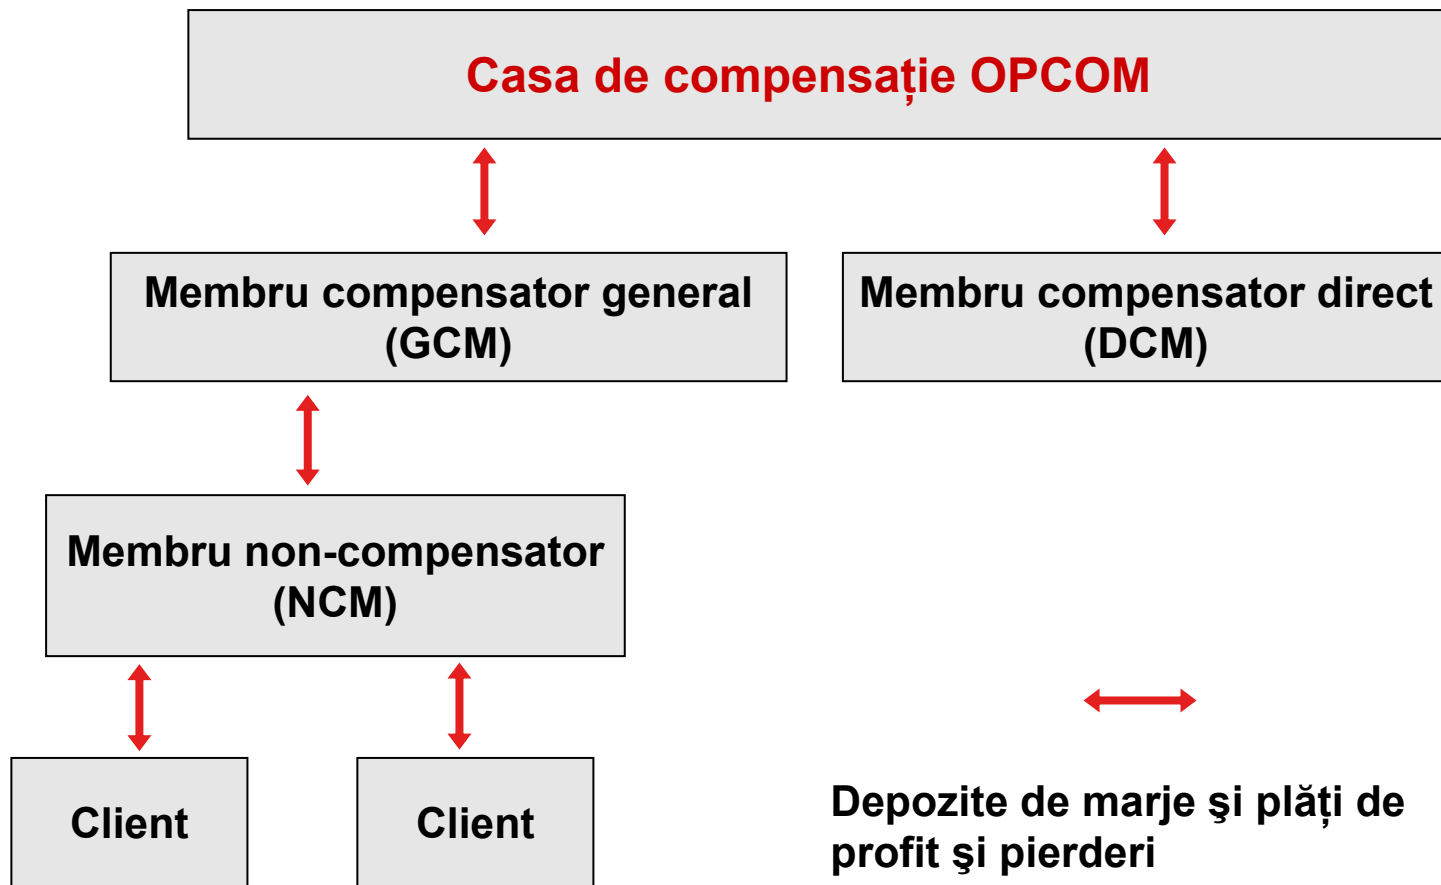 Casa de compensație OPCOM
Membru compensator general
(GCM)
Membru compensator direct
(DCM)
Membru non-compensator
(NCM)
Client
Client
Depozite de marje şi plăți de
profit şi pierderi